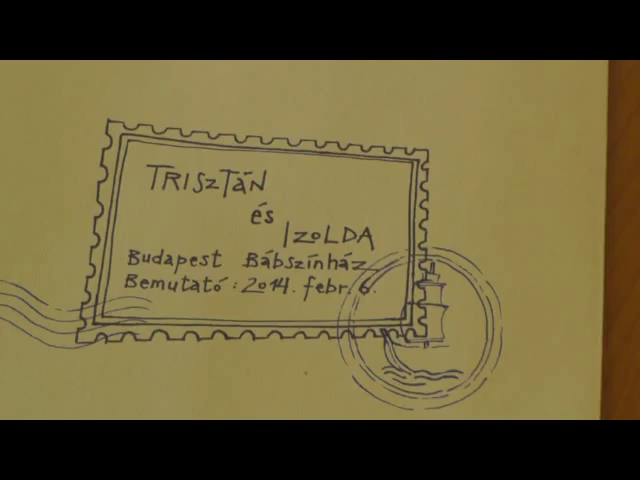 TRISZTÁN
és
IZOLDA
Budapest Bábszínház
Bemutató: 2014. febr. 6.